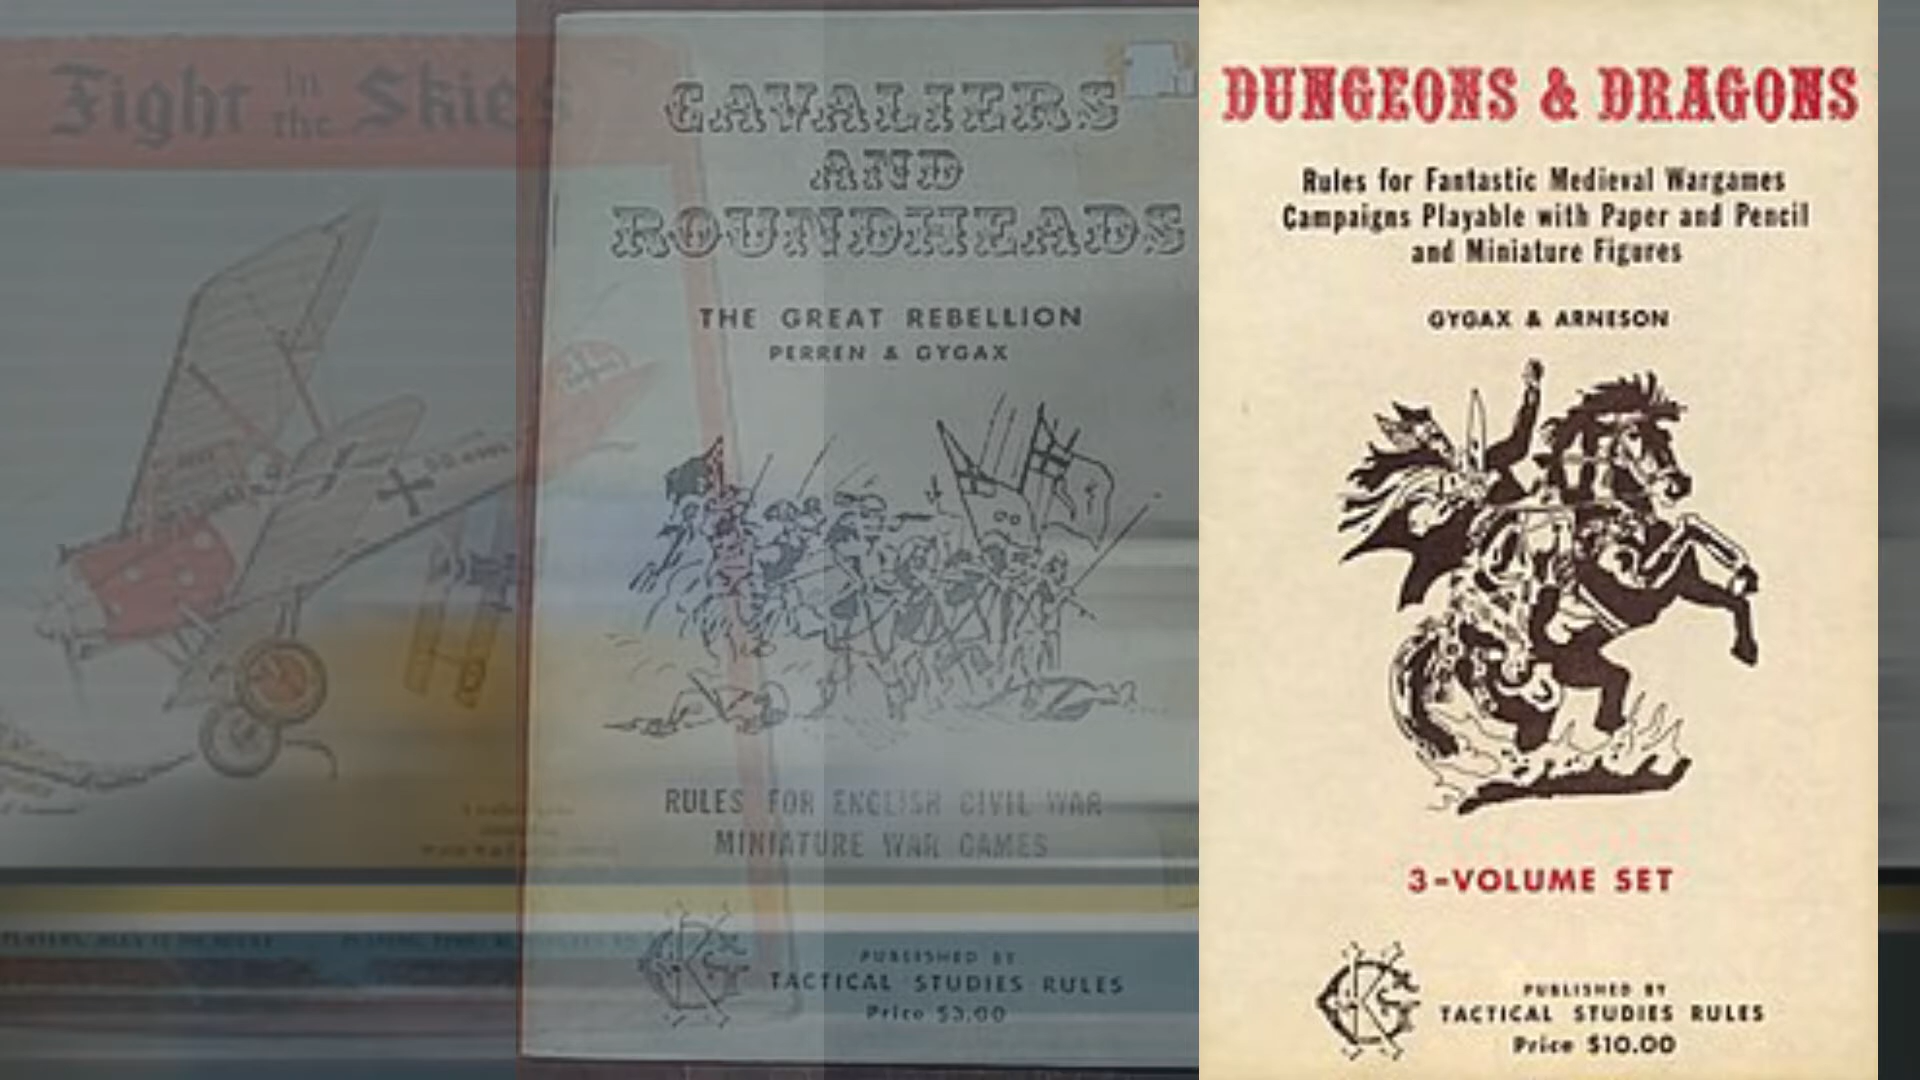 Fight in the Skies
CAVALIERS
AND
ROUNDHEADS
THE GREAT REBELLION
PERREN & GYGAX
RULES FOR ENGLISH CIVIL WAR
MINIATURE WAR GAMES
PUBLISHED BY
TACTICAL STUDIES RULES
Price $3.00
DUNGEONS & DRAGONS
Rules for Fantastic Medieval Wargames
Campaigns Playable with Paper and Pencil
and Miniature Figures
GYGAX & ARNESON
3-VOLUME SET
PUBLISHED BY
TACTICAL STUDIES RULES
Price $10.00